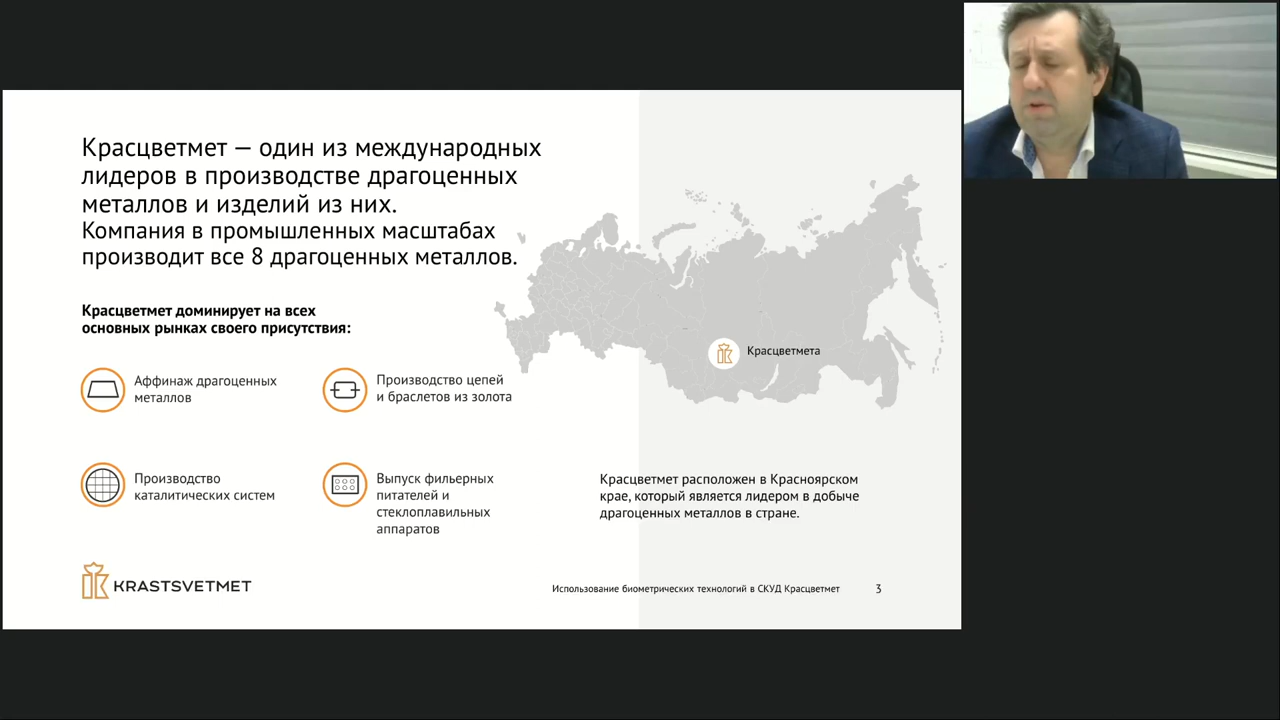 Красцветмет — один из международных
лидеров в производстве драгоценных
металлов и изделий из них.
Компания в промышленных масштабах
производит все 8 драгоценных металлов.
Красцветмет доминирует на всех
основных рынках своего присутствия:
Аффинаж драгоценных
металлов
Производство цепей
и браслетов из золота
Производство
каталитических систем
Выпуск фильерных
питателей и
стеклоплавильных
аппаратов
Красцветмета
Красцветмет расположен в Красноярском
крае, который является лидером в добыче
драгоценных металлов в стране.
KRASTSVETMET
Использование биометрических технологий в СКУД Красцветмет
3